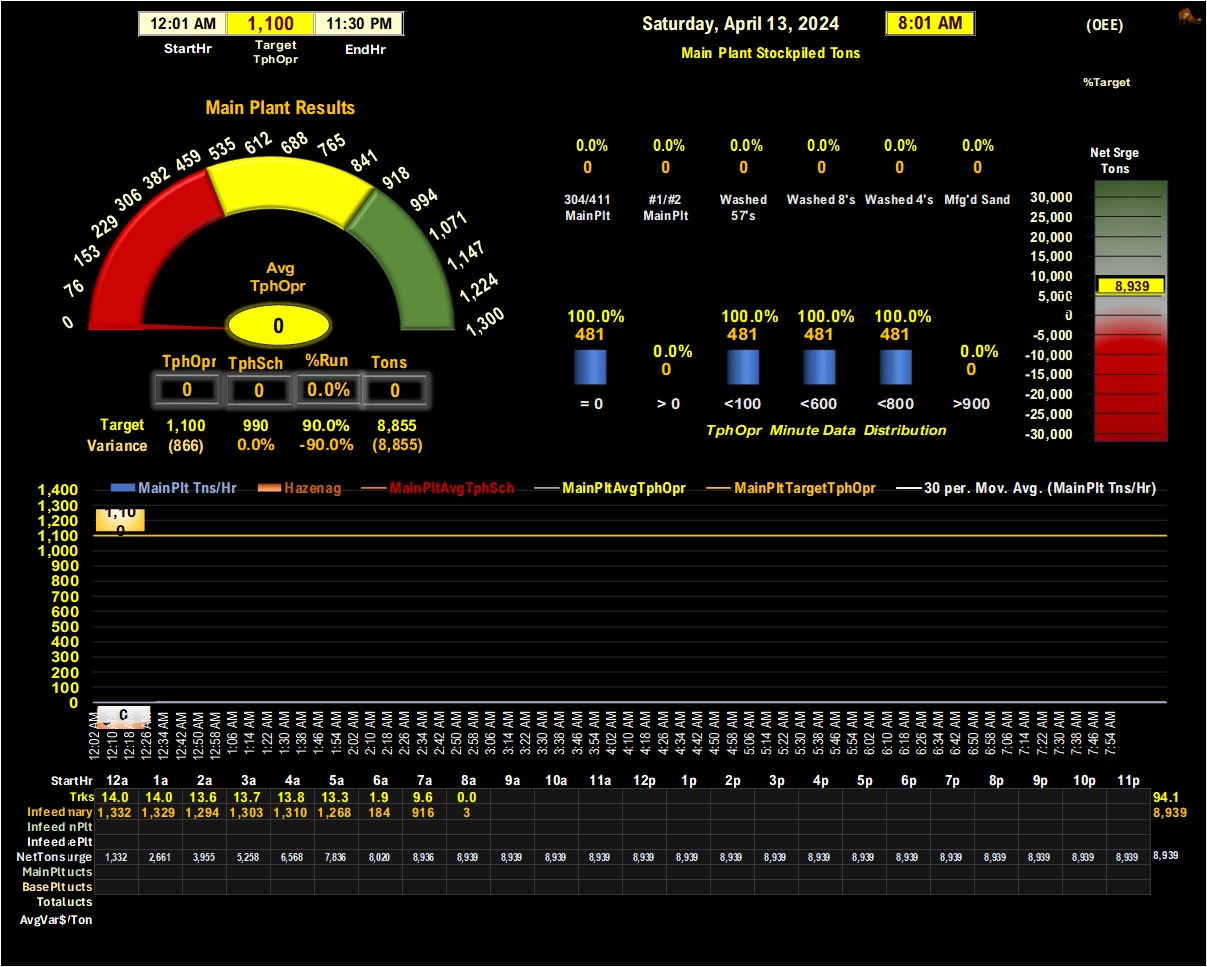 12:01 AM 1,100 11:30 PM
StartHr Target TphOpr EndHr
Saturday, April 13, 2024 8:01 AM (OEE)
Main Plant Stockpiled Tons
%Target
Main Plant Results
0 76 153 229 306 382 459 535 612 688 765 841 918 994 1,071 1,147 1,224 1,300
Avg
TphOpr
0
TphOpr TphSch %Run Tons
0 0 0.0% 0
Target 1,100 990 90.0% 8,855
Variance (866) 0.0% -90.0% (8,855)
0.0% 0.0% 0.0% 0.0% 0.0% 0.0%
0 0 0 0 0 0
304/411 MainPlt #1/#2 MainPlt Washed 57's Washed 8's Washed 4's Mfg'd Sand
100.0% 0.0% 100.0% 100.0% 100.0% 0.0%
481 0 481 481 481 0
= 0 > 0 <100 <600 <800 >900
TphOpr Minute Data Distribution
Net Srge
Tons
30,000
25,000
20,000
15,000
10,000
8,939
5,000
0
-5,000
-10,000
-15,000
-20,000
-25,000
-30,000
MainPlt Tns/Hr Hazenag MainPltAvgTphSch MainPltAvgTphOpr MainPltTargetTphOpr 30 per. Mov. Avg. (MainPlt Tns/Hr)
1,400
1,300
1,200
1,100
1,000
900
800
700
600
500
400
300
200
100
0
C
12:02 AM 12:10 AM 12:18 AM 12:26 AM 12:34 AM 12:42 AM 12:50 AM 12:58 AM 1:06 AM 1:14 AM 1:22 AM 1:30 AM 1:38 AM 1:46 AM 1:54 AM 2:02 AM 2:10 AM 2:18 AM 2:26 AM 2:34 AM 2:42 AM 2:50 AM 2:58 AM 3:06 AM 3:14 AM 3:22 AM 3:30 AM 3:38 AM 3:46 AM 3:54 AM 4:02 AM 4:10 AM 4:18 AM 4:26 AM 4:34 AM 4:42 AM 4:50 AM 4:58 AM 5:06 AM 5:14 AM 5:22 AM 5:30 AM 5:38 AM 5:46 AM 5:54 AM 6:02 AM 6:10 AM 6:18 AM 6:26 AM 6:34 AM 6:42 AM 6:50 AM 6:58 AM 7:06 AM 7:14 AM 7:22 AM 7:30 AM 7:38 AM 7:46 AM 7:54 AM
StartHr 12a 1a 2a 3a 4a 5a 6a 7a 8a 9a 10a 11a 12p 1p 2p 3p 4p 5p 6p 7p 8p 9p 10p 11p
Trks 14.0 14.0 13.6 13.7 13.8 13.3 1.9 9.6 0.0 94.1
Infeed mary 1,332 1,329 1,294 1,303 1,310 1,268 184 916 3 8,939
Infeed nPlt
Infeed ePlt
NetTons urge 1,332 2,661 3,955 5,258 6,568 7,836 8,020 8,936 8,939 8,939 8,939 8,939 8,939 8,939 8,939 8,939 8,939 8,939 8,939 8,939 8,939 8,939 8,939 8,939 8,939
MainPlt ucts
BasePlt ucts
Total ucts
AvgVar$/Ton